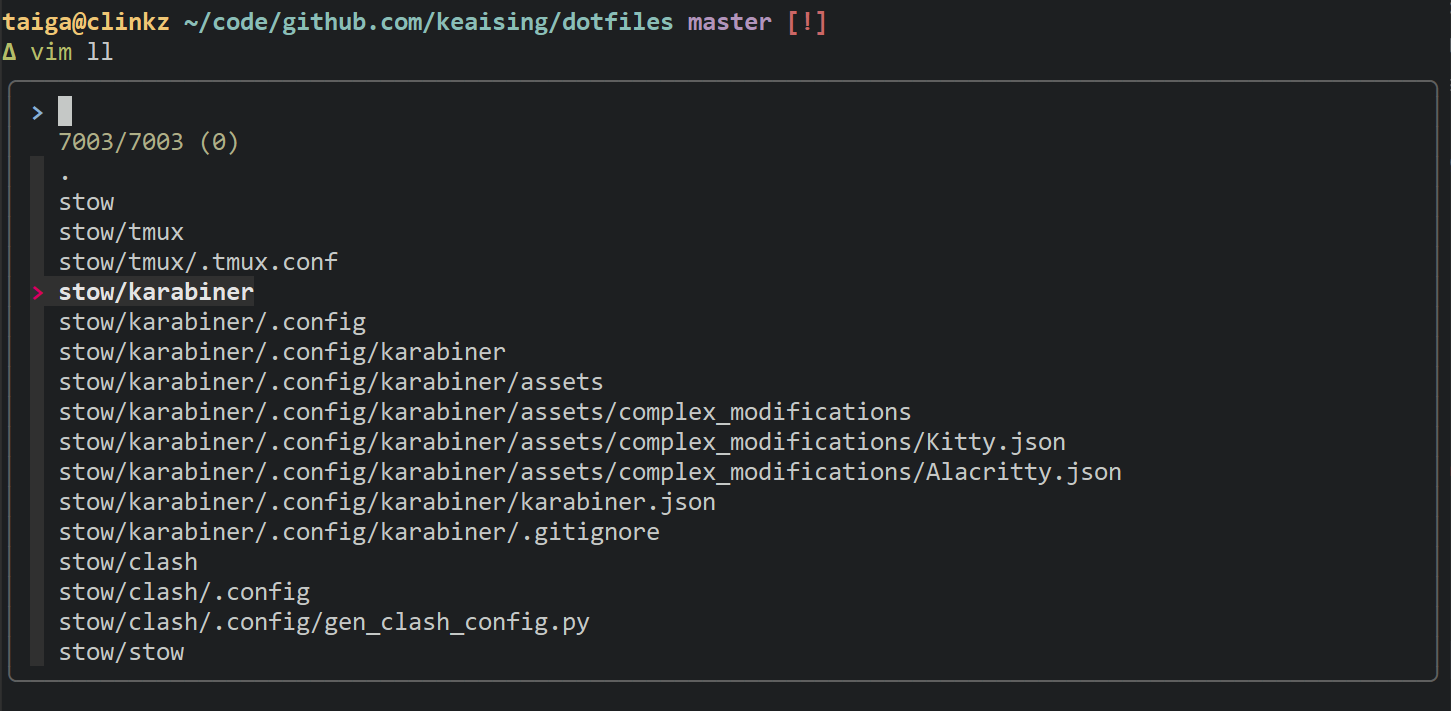 taiga@clinkz ~/code/github.com/keaising/dotfiles master [!]
Δ vim ll
>
7003/7003 (0)
.
stow
stow/tmux
stow/tmux/.tmux.conf
> stow/karabiner
stow/karabiner/.config
stow/karabiner/.config/karabiner
stow/karabiner/.config/karabiner/assets
stow/karabiner/.config/karabiner/assets/complex_modifications
stow/karabiner/.config/karabiner/assets/complex_modifications/Kitty.json
stow/karabiner/.config/karabiner/assets/complex_modifications/Alacritty.json
stow/karabiner/.config/karabiner/karabiner.json
stow/karabiner/.config/karabiner/.gitignore
stow/clash
stow/clash/.config
stow/clash/.config/gen_clash_config.py
stow/stow